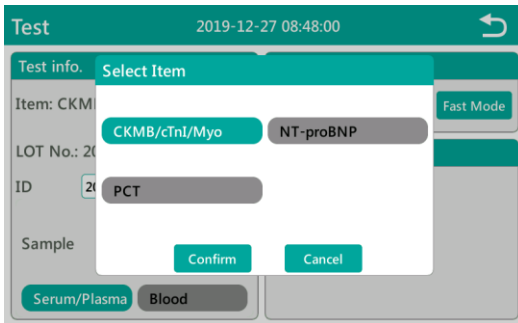 Test 2019-12-27 08:48:00
Test info.
Select Item
Item: CKM
Fast Mode
CKMB/cTnI/Myo NT-proBNP
LOT No.: 20
ID 20
PCT
Sample
Confirm Cancel
Serum/Plasma Blood